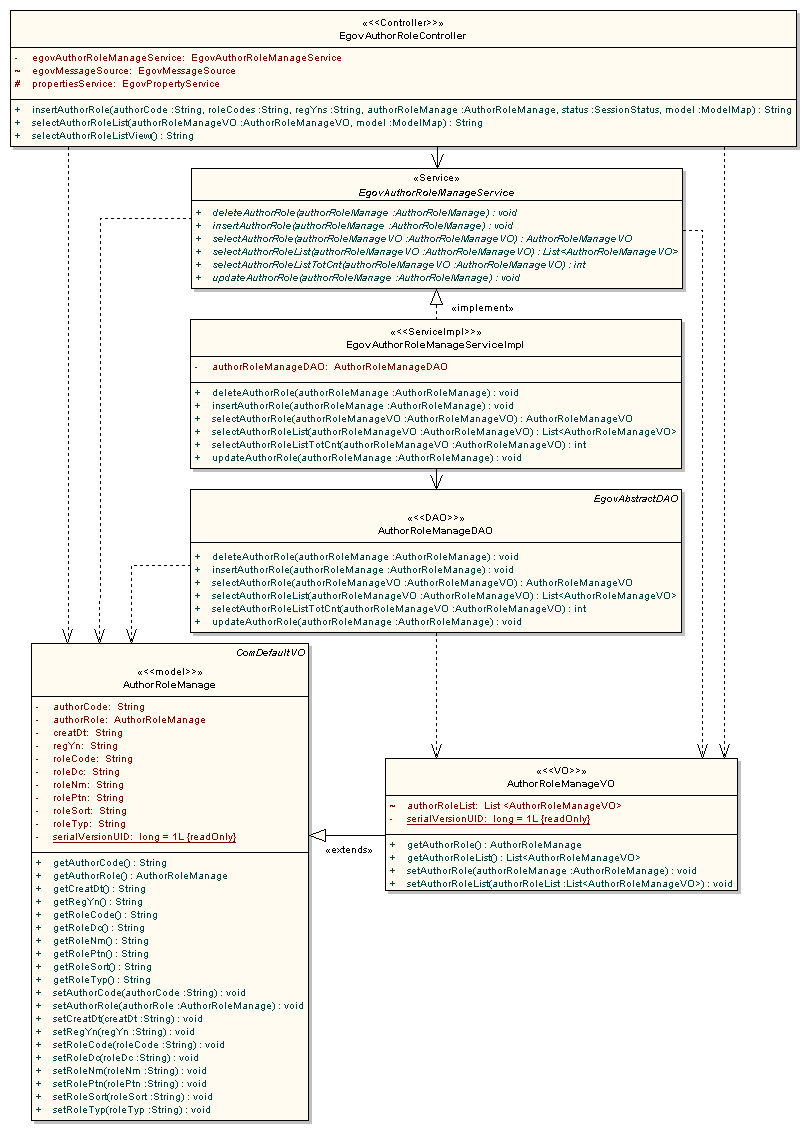 «<<Controller>>»
EgovAuthorRoleController
- egovAuthorRoleManageService: EgovAuthorRoleManageService
~ egovMessageSource: EgovMessageSource
# propertiesService: EgovPropertyService
+ insertAuthorRole(authorCode :String, roleCodes :String, regYns :String, authorRoleManage :AuthorRoleManage, status :SessionStatus, model :ModelMap) : String
+ selectAuthorRoleList(authorRoleManageVO :AuthorRoleManageVO, model :ModelMap) : String
+ selectAuthorRoleListView() : String
«Service»
EgovAuthorRoleManageService
+ deleteAuthorRole(authorRoleManage :AuthorRoleManage) : void
+ insertAuthorRole(authorRoleManage :AuthorRoleManage) : void
+ selectAuthorRole(authorRoleManageVO :AuthorRoleManageVO) : AuthorRoleManageVO
+ selectAuthorRoleList(authorRoleManageVO :AuthorRoleManageVO) : List<AuthorRoleManageVO>
+ selectAuthorRoleListTotCnt(authorRoleManageVO :AuthorRoleManageVO) : int
+ updateAuthorRole(authorRoleManage :AuthorRoleManage) : void
«implement»
«<<ServiceImpl>>»
EgovAuthorRoleManageServiceImpl
- authorRoleManageDAO: AuthorRoleManageDAO
+ deleteAuthorRole(authorRoleManage :AuthorRoleManage) : void
+ insertAuthorRole(authorRoleManage :AuthorRoleManage) : void
+ selectAuthorRole(authorRoleManageVO :AuthorRoleManageVO) : AuthorRoleManageVO
+ selectAuthorRoleList(authorRoleManageVO :AuthorRoleManageVO) : List<AuthorRoleManageVO>
+ selectAuthorRoleListTotCnt(authorRoleManageVO :AuthorRoleManageVO) : int
+ updateAuthorRole(authorRoleManage :AuthorRoleManage) : void
EgovAbstractDAO
«<<DAO>>»
AuthorRoleManageDAO
+ deleteAuthorRole(authorRoleManage :AuthorRoleManage) : void
+ insertAuthorRole(authorRoleManage :AuthorRoleManage) : void
+ selectAuthorRole(authorRoleManageVO :AuthorRoleManageVO) : AuthorRoleManageVO
+ selectAuthorRoleList(authorRoleManageVO :AuthorRoleManageVO) : List<AuthorRoleManageVO>
+ selectAuthorRoleListTotCnt(authorRoleManageVO :AuthorRoleManageVO) : int
+ updateAuthorRole(authorRoleManage :AuthorRoleManage) : void
ComDefaultVO
«<<model>>»
AuthorRoleManage
- authorCode: String
- authorRole: AuthorRoleManage
- creatDt: String
- regYn: String
- roleCode: String
- roleDc: String
- roleNm: String
- rolePtn: String
- roleSort: String
- roleTyp: String
- serialVersionUID: long = 1L {readOnly}
+ getAuthorCode() : String
+ getAuthorRole() : AuthorRoleManage
+ getCreatDt() : String
+ getRegYn() : String
+ getRoleCode() : String
+ getRoleDc() : String
+ getRoleNm() : String
+ getRolePtn() : String
+ getRoleSort() : String
+ getRoleTyp() : String
+ setAuthorCode(authorCode :String) : void
+ setAuthorRole(authorRole :AuthorRoleManage) : void
+ setCreatDt(creatDt :String) : void
+ setRegYn(regYn :String) : void
+ setRoleCode(roleCode :String) : void
+ setRoleDc(roleDc :String) : void
+ setRoleNm(roleNm :String) : void
+ setRolePtn(rolePtn :String) : void
+ setRoleSort(roleSort :String) : void
+ setRoleTyp(roleTyp :String) : void
«extends»
«<<VO>>»
AuthorRoleManageVO
~ authorRoleList: List <AuthorRoleManageVO>
- serialVersionUID: long = 1L {readOnly}
+ getAuthorRole() : AuthorRoleManage
+ getAuthorRoleList() : List<AuthorRoleManageVO>
+ setAuthorRole(authorRoleManage :AuthorRoleManage) : void
+ setAuthorRoleList(authorRoleList :List<AuthorRoleManageVO>) : void